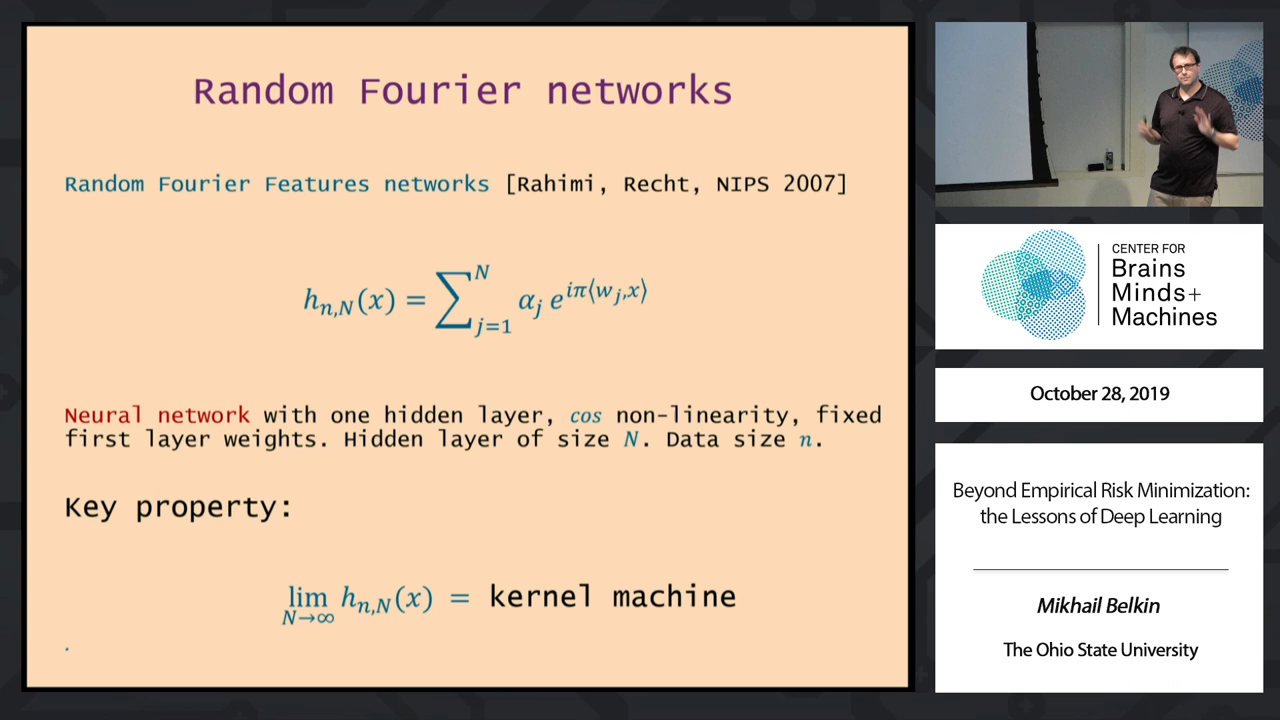 Random Fourier networks
Random Fourier Features networks [Rahimi, Recht, NIPS 2007]
h_{n,N}(x) = ∑_{j=1}^{N} α_j e^{iπ⟨w_j,x⟩}
Neural network with one hidden layer, cos non-linearity, fixed
first layer weights. Hidden layer of size N. Data size n.
Key property:
lim_{N→∞} h_{n,N}(x) = kernel machine
.
CENTER FOR
Brains
Minds+
Machines
October 28, 2019
Beyond Empirical Risk Minimization:
the Lessons of Deep Learning
Mikhail Belkin
The Ohio State University